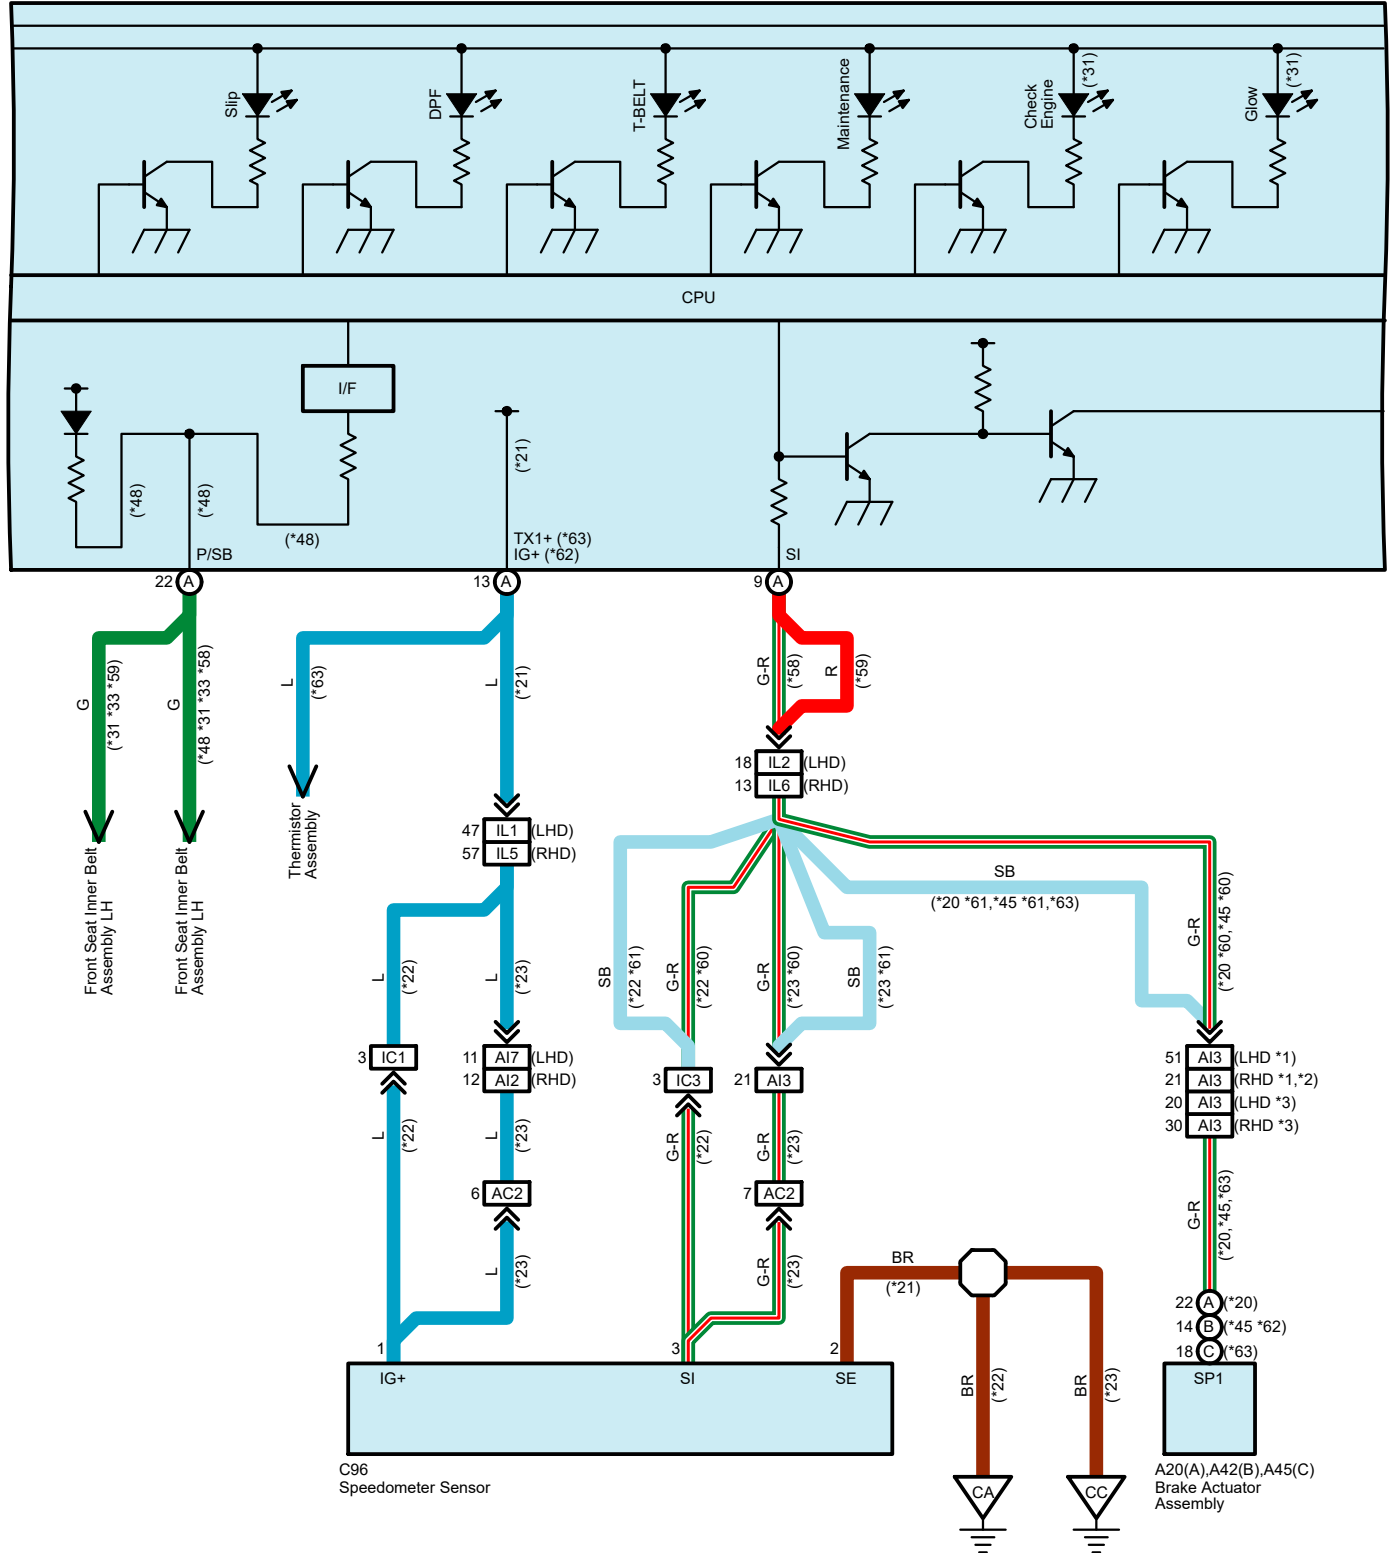 Slip
DPF
T-BELT
Maintenance
Check
Engine
(*31)
Glow
(*31)
CPU
I/F
(*48)
(*48)
(*48)
(*21)
P/SB
TX1+ (*63)
IG+ (*62)
SI
22 A
13 A
9 A
G
(*31 *33 *59)
G
(*48 *31 *33 *58)
L
(*63)
L
(*21)
G-R
(*58)
R
(*59)
Front Seat Inner Belt
Assembly LH
Front Seat Inner Belt
Assembly LH
Thermistor
Assembly
18 IL2 (LHD)
13 IL6 (RHD)
47 IL1 (LHD)
57 IL5 (RHD)
SB
(*20 *61,*45 *61,*63)
L
(*22)
L
(*23)
SB
(*22 *61)
G-R
(*22 *60)
G-R
(*23 *60)
SB
(*23 *61)
G-R
(*20 *60,*45 *60)
3 IC1
11 AI7 (LHD)
12 AI2 (RHD)
3 IC3
21 AI3
51 AI3 (LHD *1)
21 AI3 (RHD *1,*2)
20 AI3 (LHD *3)
30 AI3 (RHD *3)
L
(*22)
L
(*23)
G-R
(*22)
G-R
(*23)
6 AC2
7 AC2
G-R
(*20,*45,*63)
L
(*23)
G-R
(*23)
BR
(*21)
22 A (*20)
14 B (*45 *62)
18 C (*63)
1
3
2
IG+
SI
SE
SP1
BR
(*22)
BR
(*23)
C96
Speedometer Sensor
CA
CC
A20(A),A42(B),A45(C)
Brake Actuator
Assembly